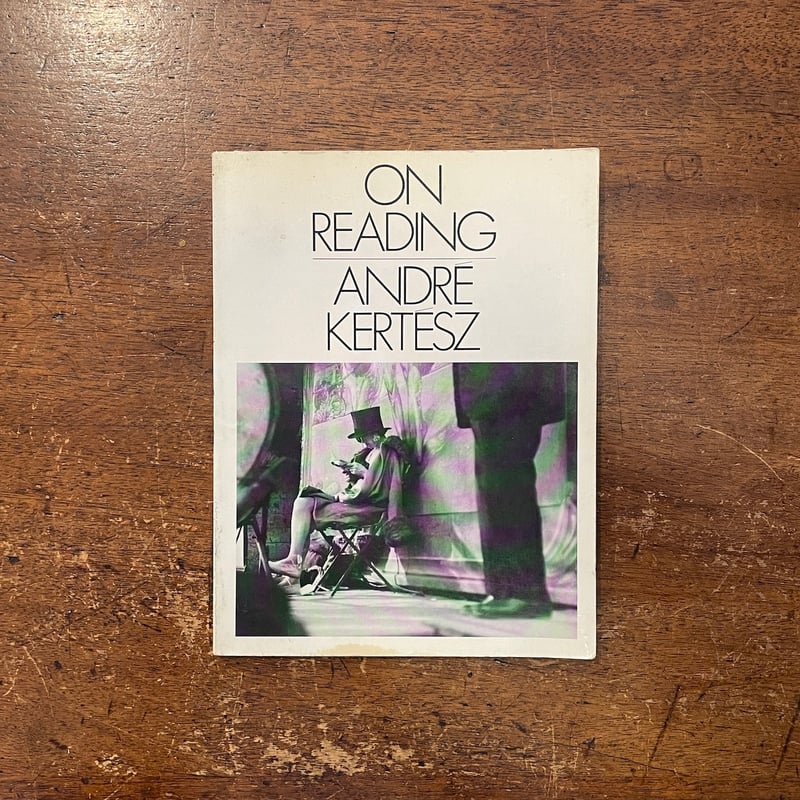 ON
READING
ANDRÉ
KERTÉSZ